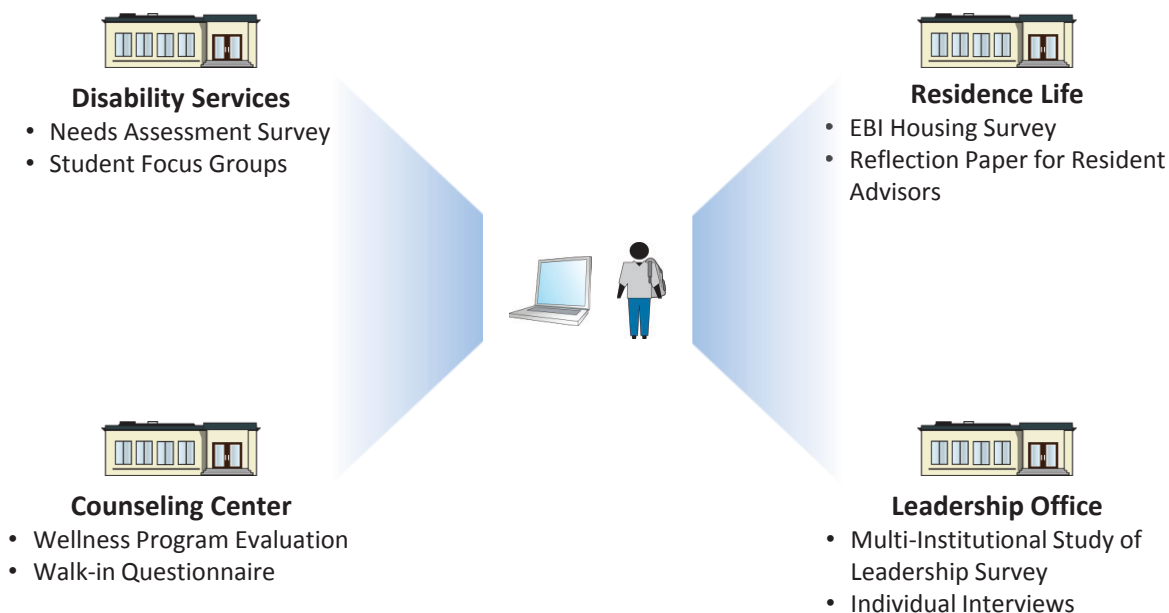 Disability Services
• Needs Assessment Survey
• Student Focus Groups
Residence Life
• EBI Housing Survey
• Reflection Paper for Resident
Advisors
Counseling Center
• Wellness Program Evaluation
• Walk-in Questionnaire
Leadership Office
• Multi-Institutional Study of
Leadership Survey
• Individual Interviews